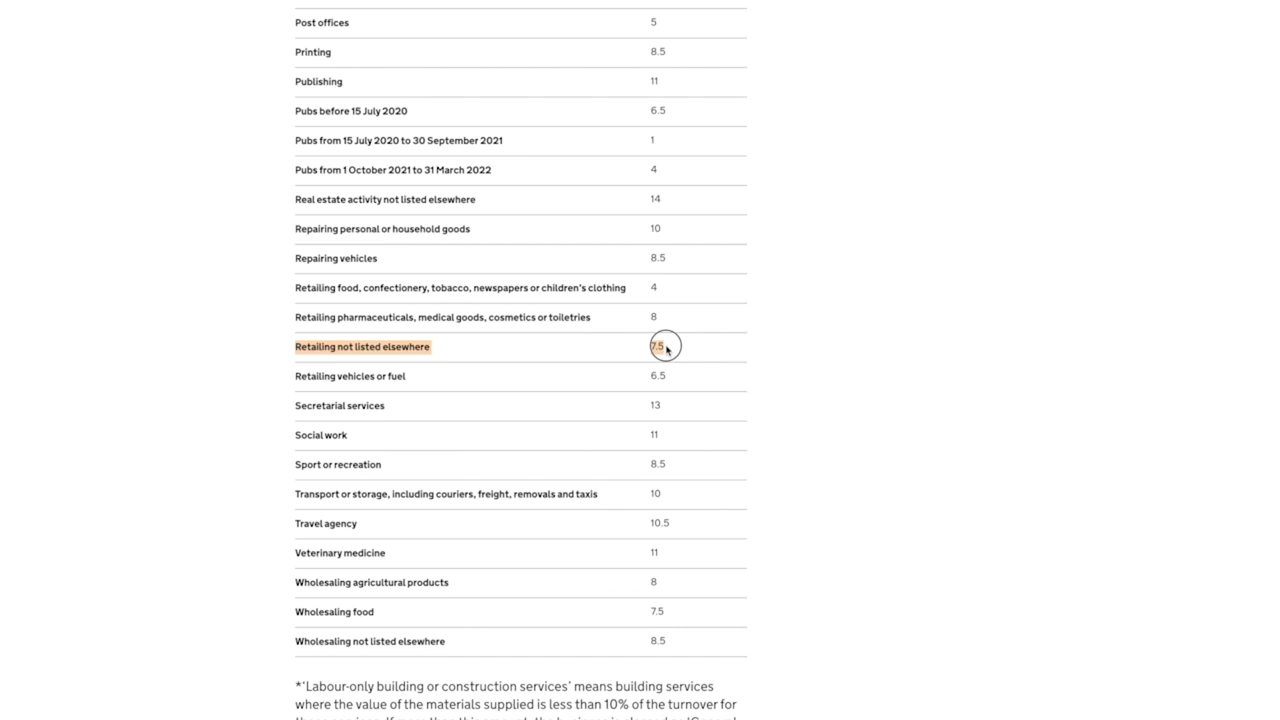 Post offices 5
Printing 8.5
Publishing 11
Pubs before 15 July 2020 6.5
Pubs from 15 July 2020 to 30 September 2021 1
Pubs from 1 October 2021 to 31 March 2022 4
Real estate activity not listed elsewhere 14
Repairing personal or household goods 10
Repairing vehicles 8.5
Retailing food, confectionery, tobacco, newspapers or children's clothing 4
Retailing pharmaceuticals, medical goods, cosmetics or toiletries 8
Retailing not listed elsewhere 7.5
Retailing vehicles or fuel 6.5
Secretarial services 13
Social work 11
Sport or recreation 8.5
Transport or storage, including couriers, freight, removals and taxis 10
Travel agency 10.5
Veterinary medicine 11
Wholesaling agricultural products 8
Wholesaling food 7.5
Wholesaling not listed elsewhere 8.5
*'Labour-only building or construction services' means building services
where the value of the materials supplied is less than 10% of the turnover for